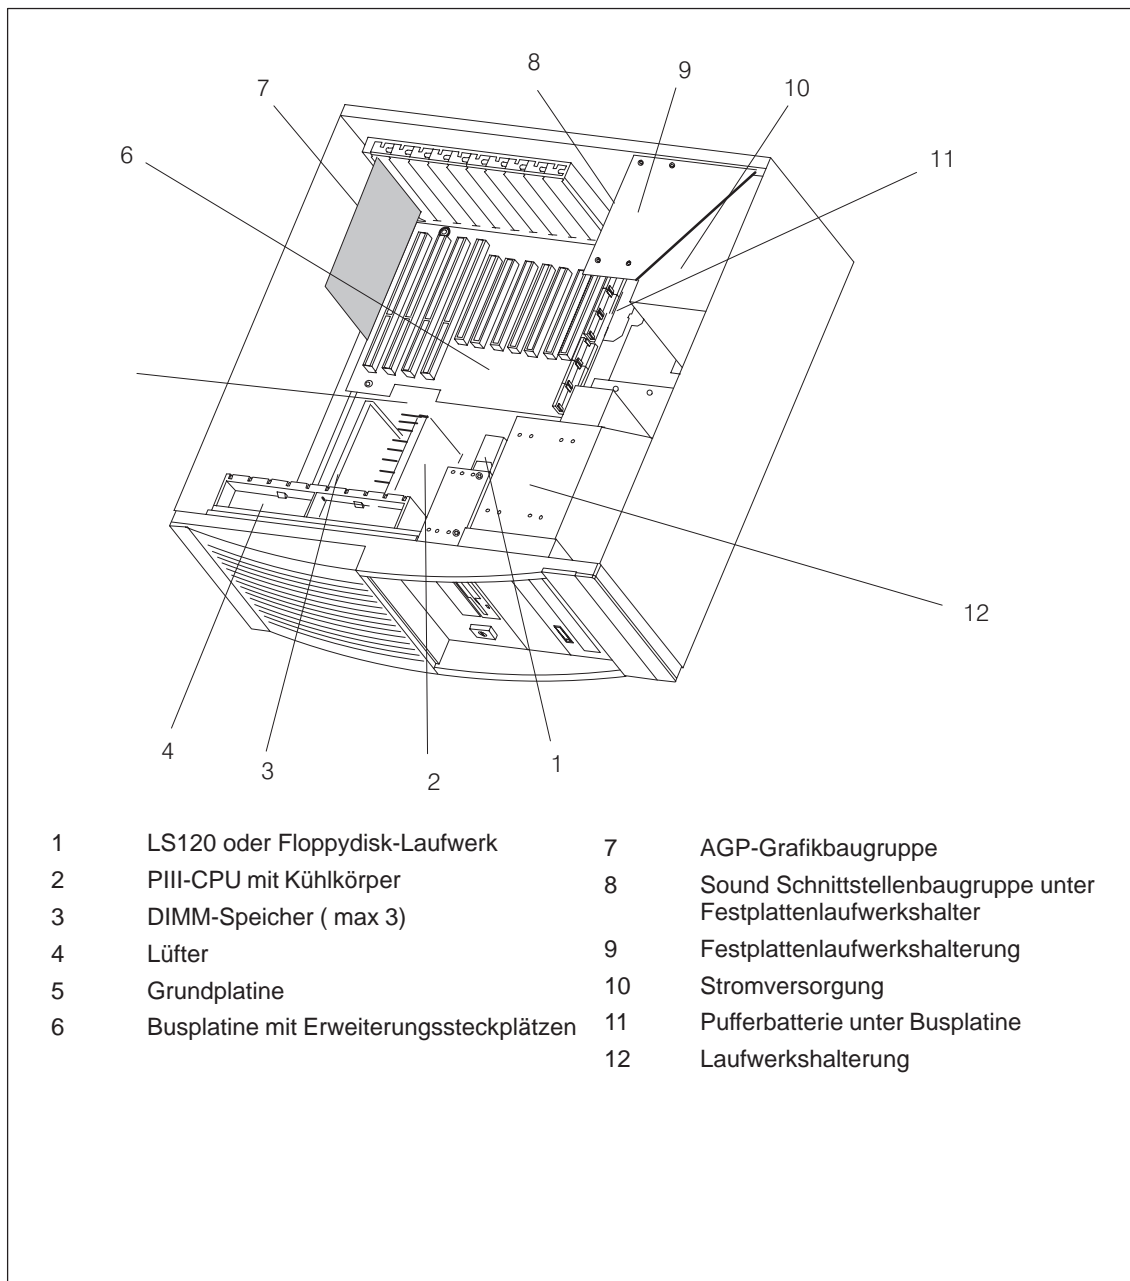 8
9
7
10
6
11
12
4
3
2
1
1 LS120 oder Floppydisk-Laufwerk
2 PIII-CPU mit Kühlkörper
3 DIMM-Speicher ( max 3)
4 Lüfter
5 Grundplatine
6 Busplatine mit Erweiterungssteckplätzen
7 AGP-Grafikbaugruppe
8 Sound Schnittstellenbaugruppe unter
Festplattenlaufwerkshalter
9 Festplattenlaufwerkshalterung
10 Stromversorgung
11 Pufferbatterie unter Busplatine
12 Laufwerkshalterung